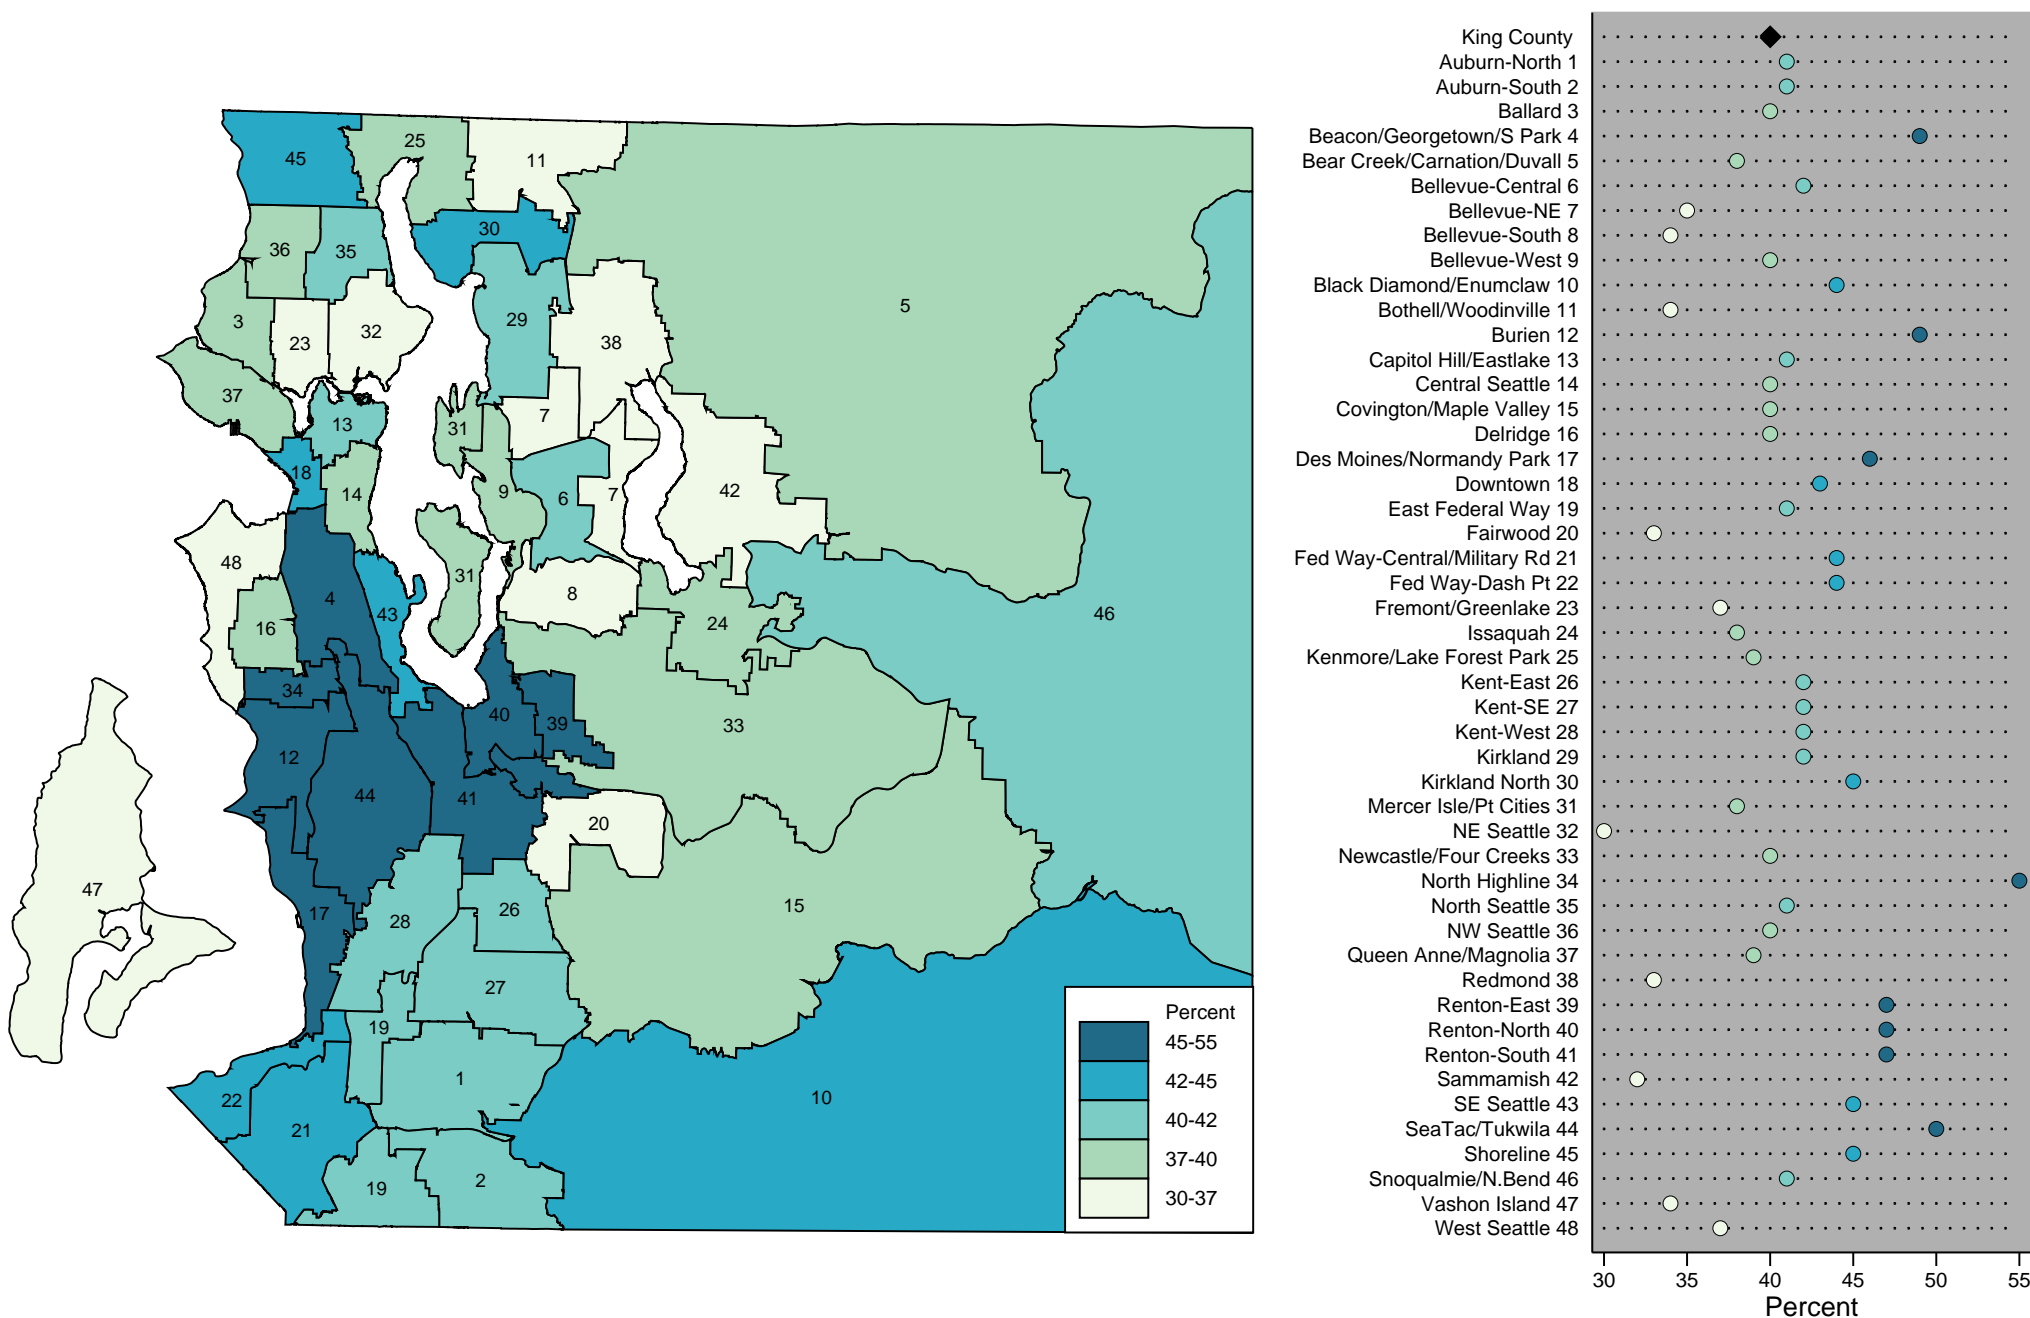 45
25
11
30
36
35
5
3
23
32
29
38
37
13
7
31
18
14
9
6
7
42
48
4
43
31
8
16
24
46
34
40
39
33
12
44
41
20
47
17
28
26
15
27
19
1
22
21
10
19
2
Percent
45-55
42-45
40-42
37-40
30-37
King County
Auburn-North 1
Auburn-South 2
Ballard 3
Beacon/Georgetown/S Park 4
Bear Creek/Carnation/Duvall 5
Bellevue-Central 6
Bellevue-NE 7
Bellevue-South 8
Bellevue-West 9
Black Diamond/Enumclaw 10
Bothell/Woodinville 11
Burien 12
Capitol Hill/Eastlake 13
Central Seattle 14
Covington/Maple Valley 15
Delridge 16
Des Moines/Normandy Park 17
Downtown 18
East Federal Way 19
Fairwood 20
Fed Way-Central/Military Rd 21
Fed Way-Dash Pt 22
Fremont/Greenlake 23
Issaquah 24
Kenmore/Lake Forest Park 25
Kent-East 26
Kent-SE 27
Kent-West 28
Kirkland 29
Kirkland North 30
Mercer Isle/Pt Cities 31
NE Seattle 32
Newcastle/Four Creeks 33
North Highline 34
North Seattle 35
NW Seattle 36
Queen Anne/Magnolia 37
Redmond 38
Renton-East 39
Renton-North 40
Renton-South 41
Sammamish 42
SE Seattle 43
SeaTac/Tukwila 44
Shoreline 45
Snoqualmie/N.Bend 46
Vashon Island 47
West Seattle 48
30 35 40 45 50 55
Percent